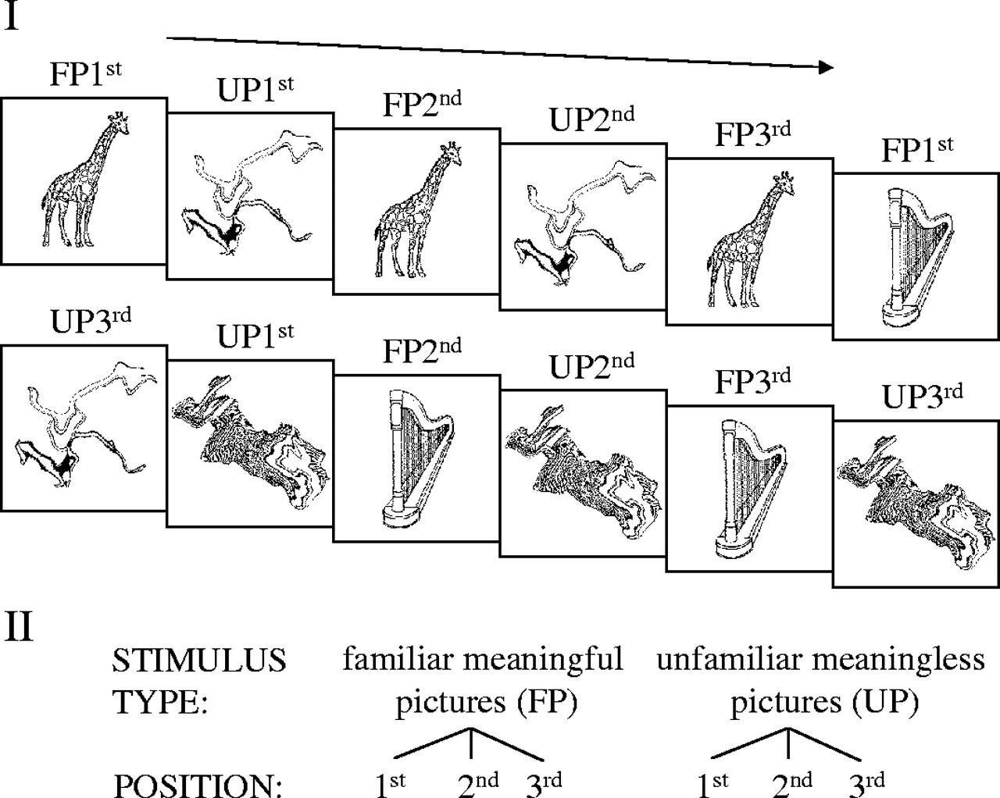 I
FP1st
UP1st
FP2nd
UP2nd
FP3rd
FP1st
UP3rd
UP1st
FP2nd
UP2nd
FP3rd
UP3rd
II
STIMULUS TYPE:
familiar meaningful
pictures (FP)
unfamiliar meaningless
pictures (UP)
POSITION: 1st 2nd 3rd 1st 2nd 3rd